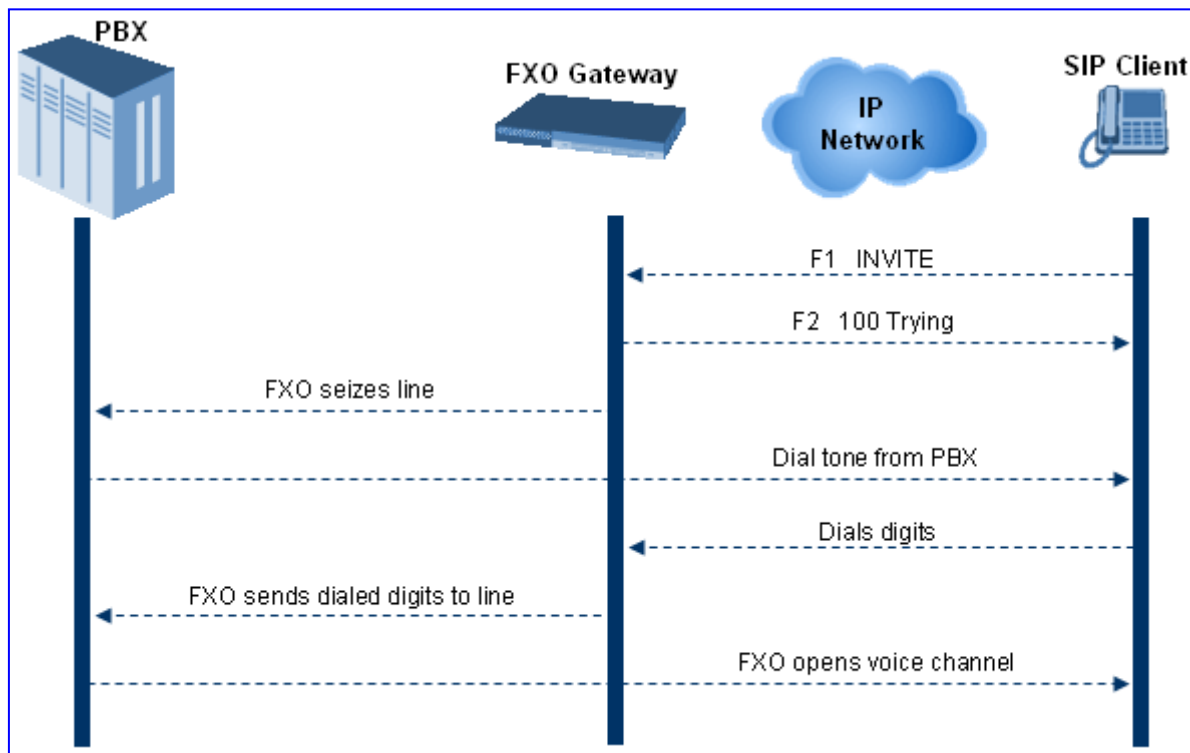 PBX
FXO Gateway
IP
Network
SIP Client
F1 INVITE
F2 100 Trying
FXO seizes line
Dial tone from PBX
Dials digits
FXO sends dialed digits to line
FXO opens voice channel